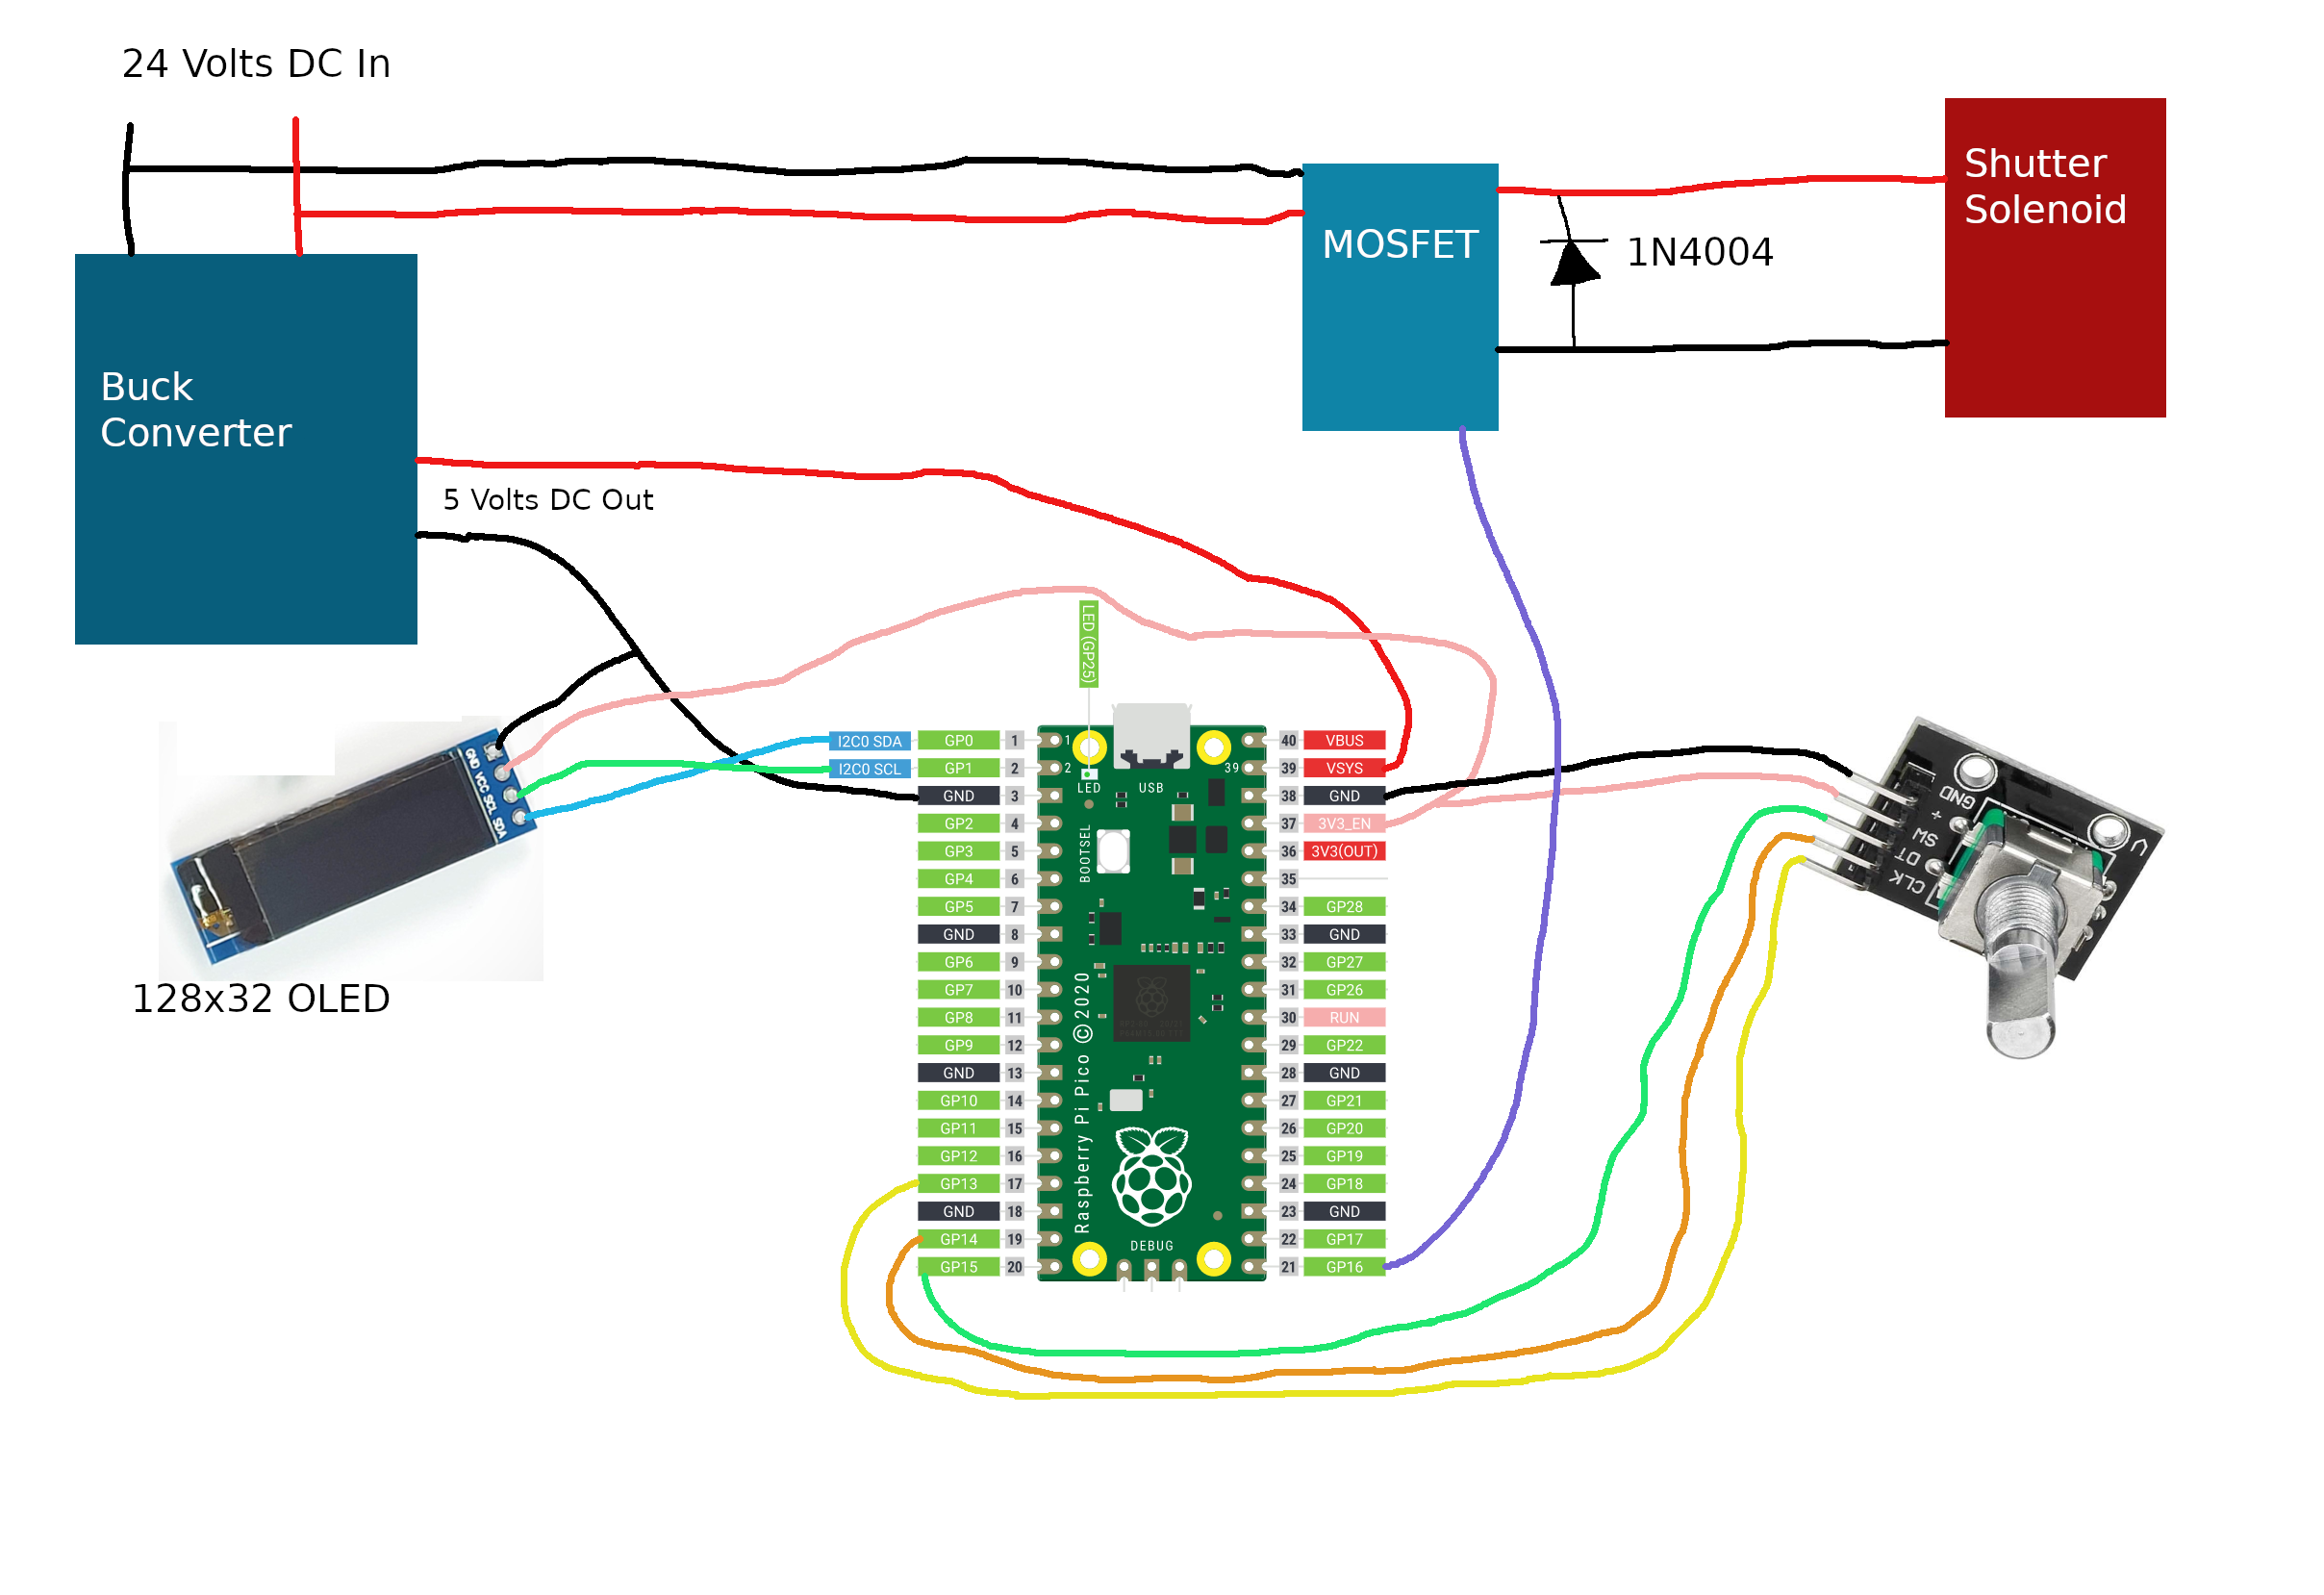 24 Volts DC In
Shutter
Solenoid
MOSFET
1N4004
Buck
Converter
5 Volts DC Out
LED (GP25)
I2C0 SDA GP0 1
I2C0 SCL GP1 2
GND 3
GP2 4
GP3 5
GP4 6
GP5 7
GND 8
GP6 9
GP7 10
GP8 11
GP9 12
GND 13
GP10 14
GP11 15
GP12 16
GP13 17
GND 18
GP14 19
GP15 20
1
2
39
LED
USB
BOOTSEL
Raspberry Pi Pico ©2020
DEBUG
40 VBUS
39 VSYS
38 GND
37 3V3_EN
36 3V3(OUT)
35
34 GP28
33 GND
32 GP27
31 GP26
30 RUN
29 GP22
28 GND
27 GP21
26 GP20
25 GP19
24 GP18
23 GND
22 GP17
21 GP16
GND VCC SCL SDA
128x32 OLED
GND
+
SW
DT
CLK